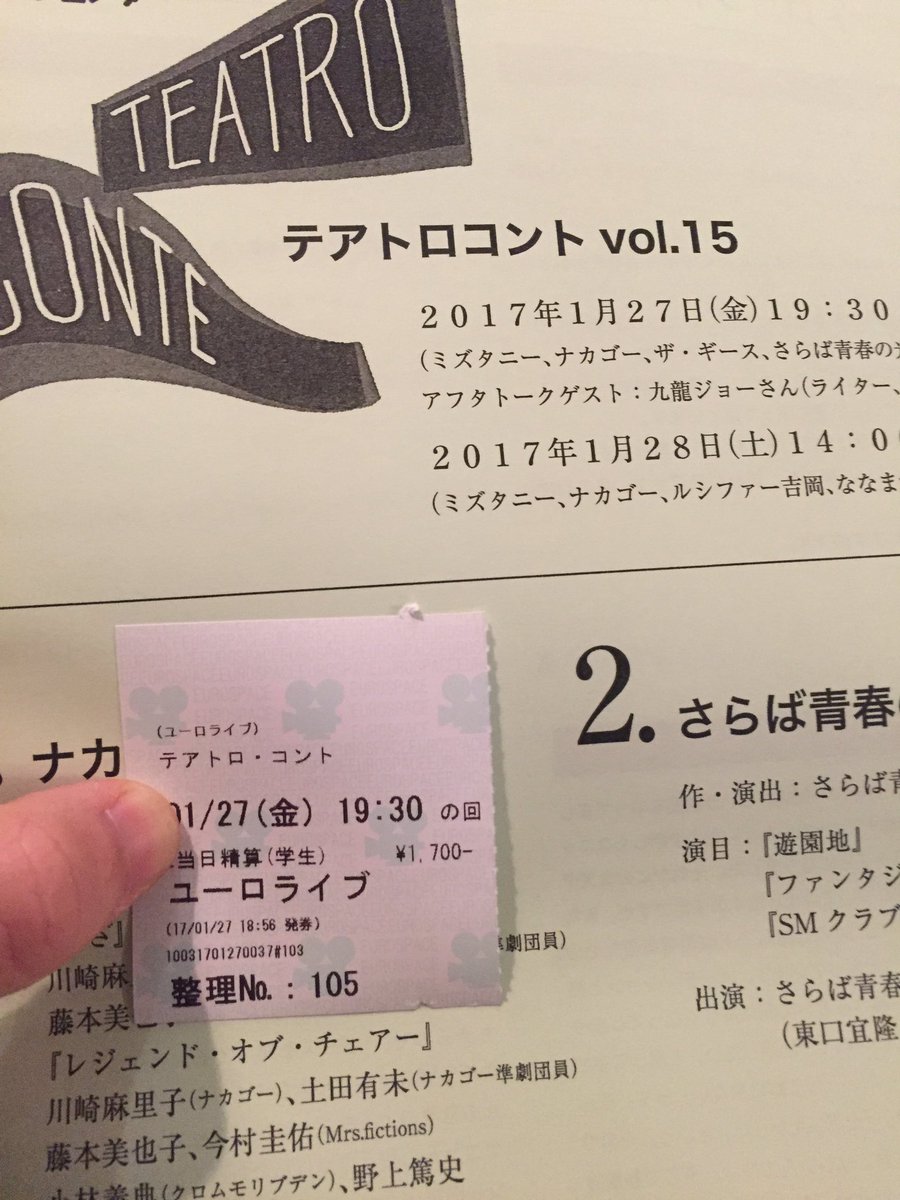 TEATRO
CONTE
テアトロコント vol.15
2017年1月27日(金)19:30
(ミズタニー、ナカゴー、ザ・ギース、さらば青春の
アフタトークゲスト:九龍ジョーさん(ライター、
2017年1月28日(土)14:00
(ミズタニー、ナカゴー、ルシファー吉岡、ななま
ナカ
(ユーロライブ)
テアトロ・コント
01/27(金) 19:30 の回
当日精算(学生) ¥1,700-
ユーロライブ
(17/01/27 18:56 発券)
10031701270037#103
整理No. : 105
準劇団員)
川崎麻
藤本美
『レジェンド・オブ・チェアー』
川崎麻里子(ナカゴー)、土田有未(ナカゴー準劇団員)
藤本美也子、今村圭佑(Mrs.fictions)
小林義典(クロムモリブデン)、野上篤史
2. さらば青春の
作・演出:さらば青
演目:『遊園地』
『ファンタジ
『SMクラブ
出演:さらば青春
(東口宜隆